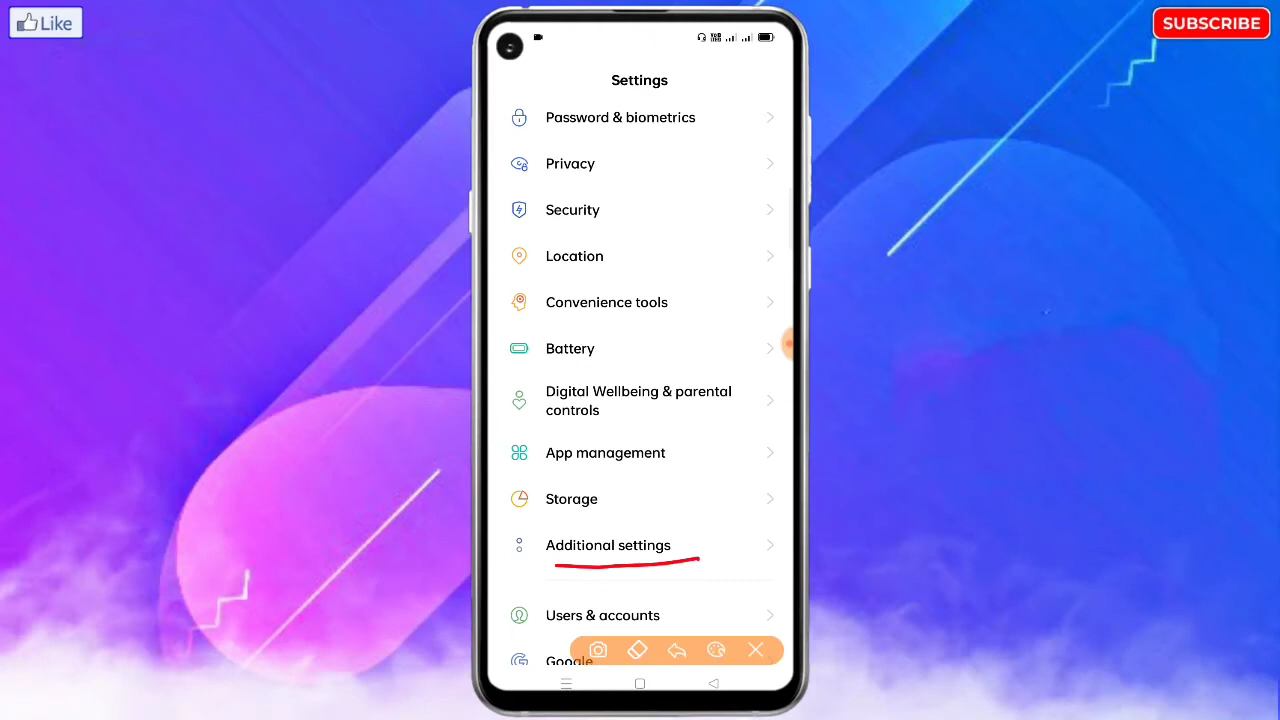 Like
SUBSCRIBE
Settings
Password & biometrics
Privacy
Security
Location
Convenience tools
Battery
Digital Wellbeing & parental
controls
App management
Storage
Additional settings
Users & accounts
Google